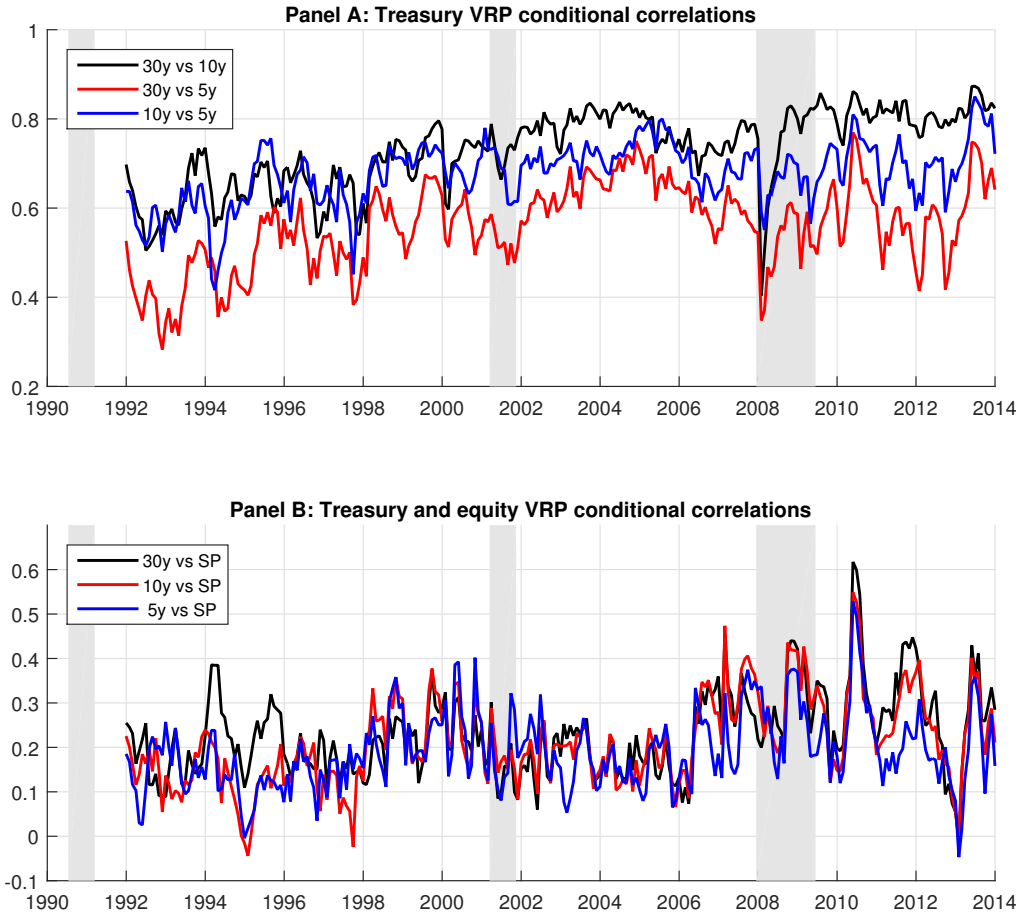 Panel A: Treasury VRP conditional correlations
1
0.8
0.6
0.4
0.2
30y vs 10y
30y vs 5y
10y vs 5y
1990 1992 1994 1996 1998 2000 2002 2004 2006 2008 2010 2012 2014
Panel B: Treasury and equity VRP conditional correlations
0.6
0.5
0.4
0.3
0.2
0.1
0
-0.1
30y vs SP
10y vs SP
5y vs SP
1990 1992 1994 1996 1998 2000 2002 2004 2006 2008 2010 2012 2014